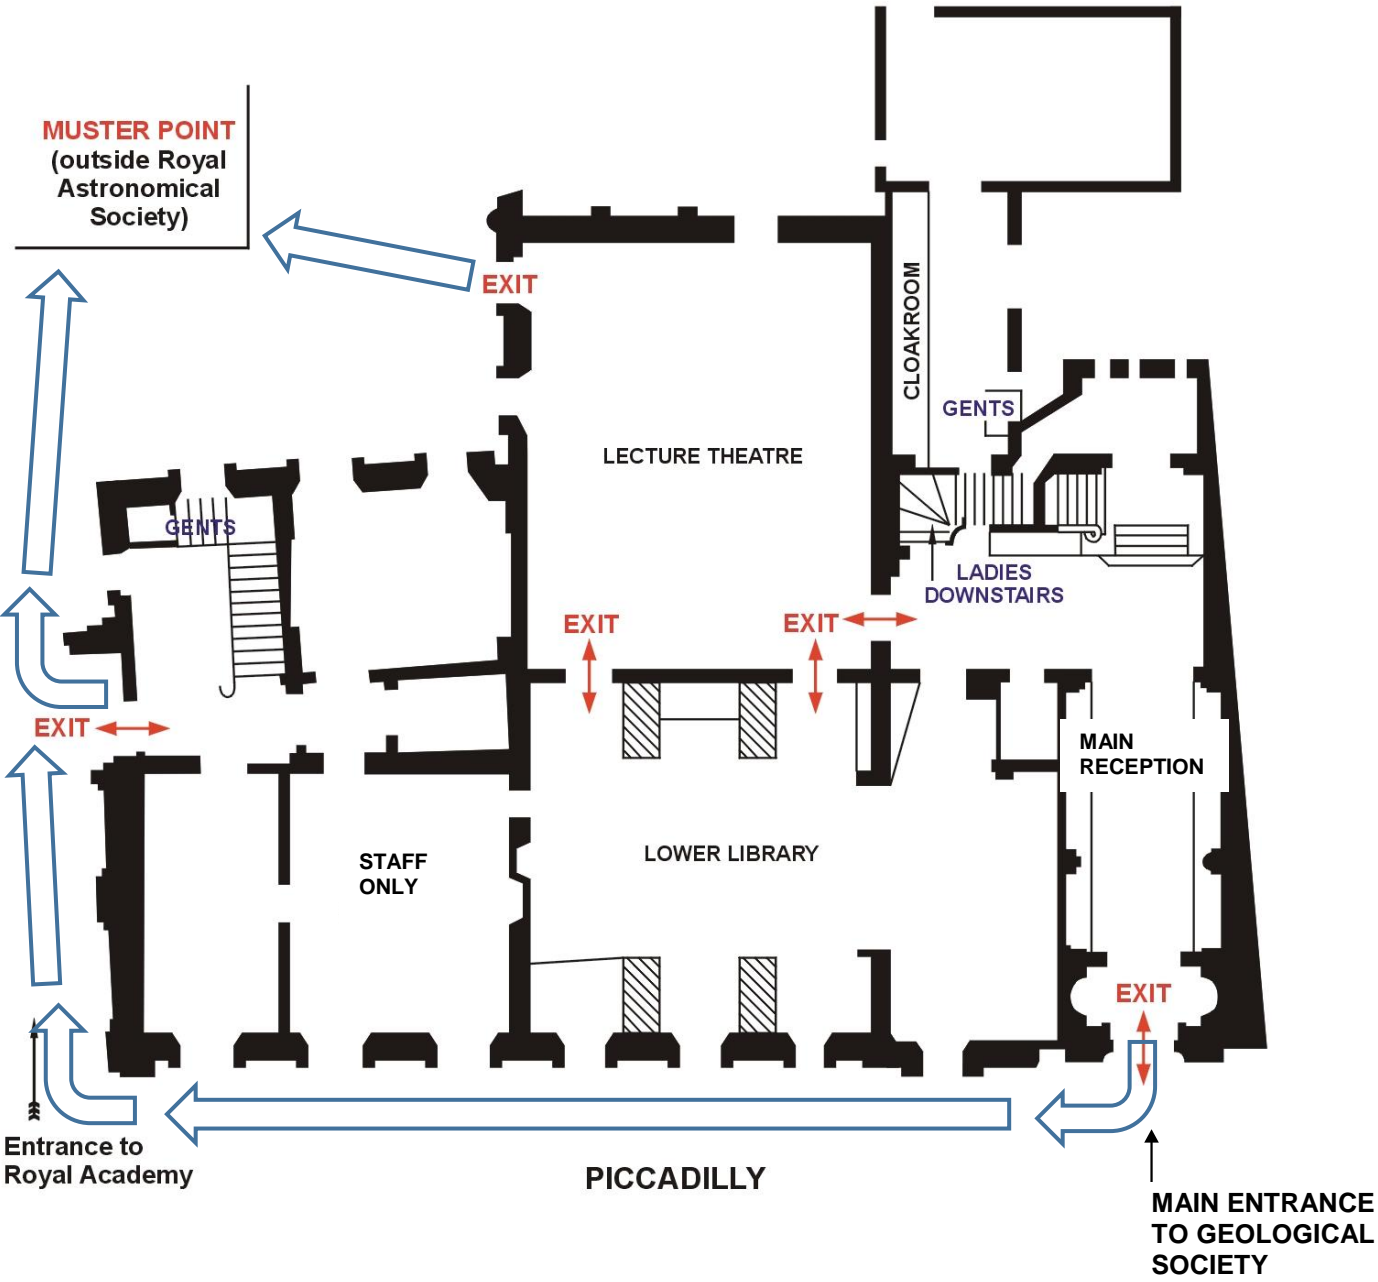 MUSTER POINT
(outside Royal
Astronomical
Society)
EXIT
CLOAKROOM
GENTS
LECTURE THEATRE
GENTS
LADIES
DOWNSTAIRS
EXIT
EXIT
EXIT
MAIN
RECEPTION
STAFF
ONLY
LOWER LIBRARY
EXIT
Entrance to
Royal Academy
PICCADILLY
MAIN ENTRANCE
TO GEOLOGICAL
SOCIETY